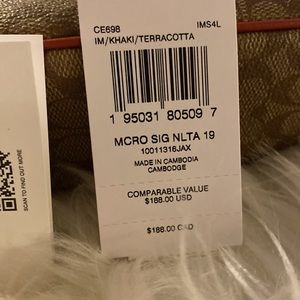 CE698 IMS4L
IM/KHAKI/TERRACOTTA
1 95031 80509 7
MCRO SIG NLTA 19
10011316JAX
MADE IN CAMBODIA
CAMBODGE
COMPARABLE VALUE
$188.00 USD
$188.00 CAD
SCAN TO FIND OUT MORE